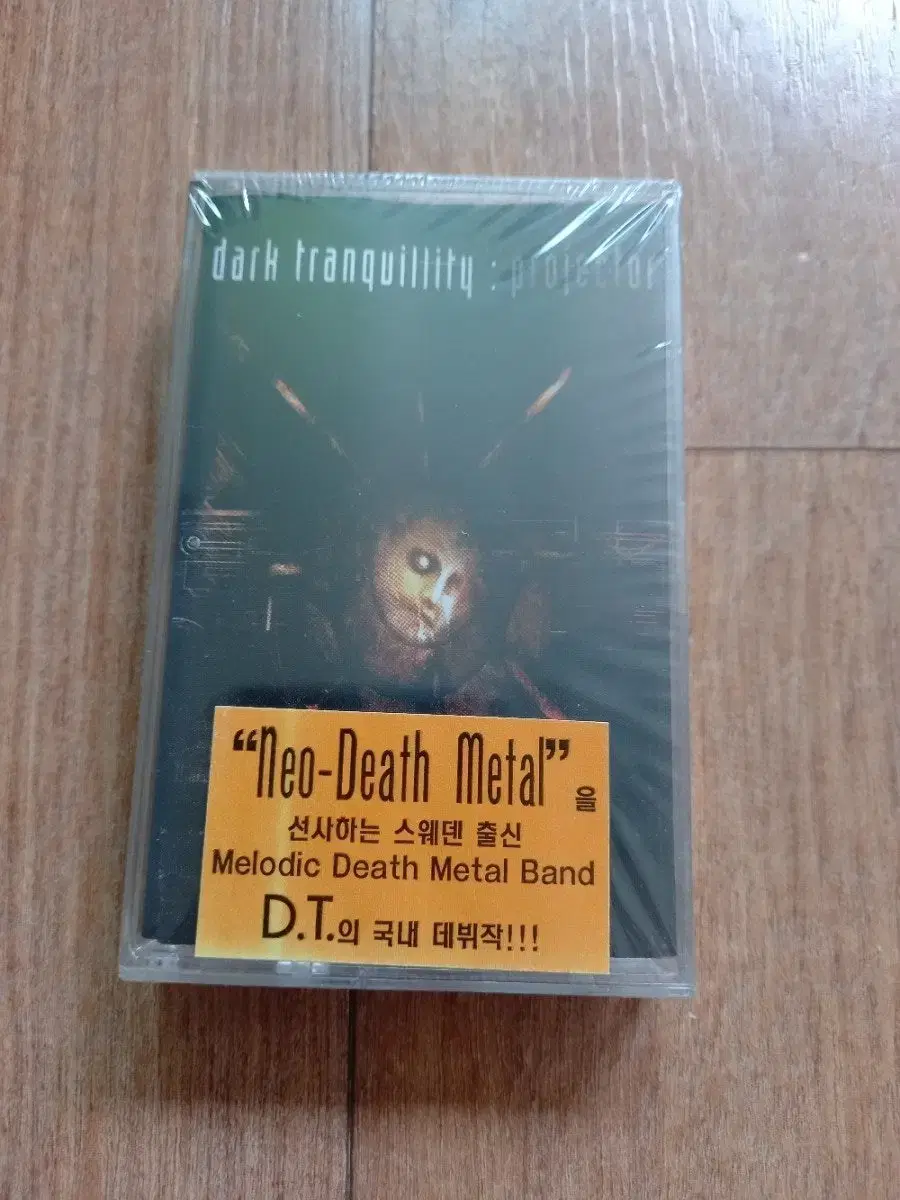 dark tranquillity : projector
“Neo-Death Metal”을
선사하는 스웨덴 출신
Melodic Death Metal Band
D.T.의 국내 데뷔작!!!